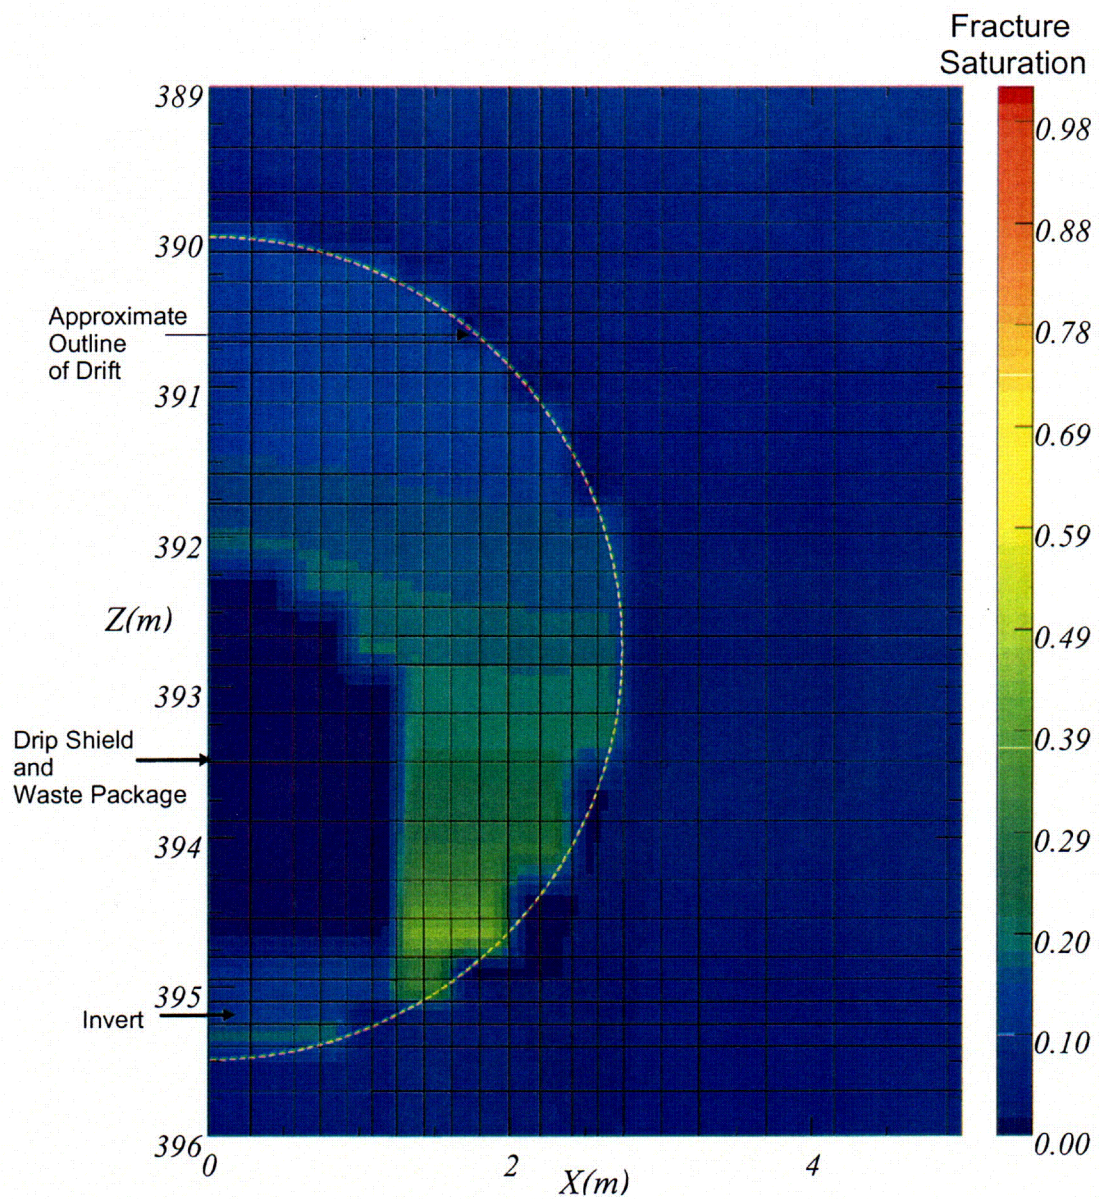 Fracture
Saturation
389
390
391
392
393
394
395
396
Z(m)
Approximate
Outline
of Drift
Drip Shield
and
Waste Package
Invert
0
2
4
X(m)
0.98
0.88
0.78
0.69
0.59
0.49
0.39
0.29
0.20
0.10
0.00